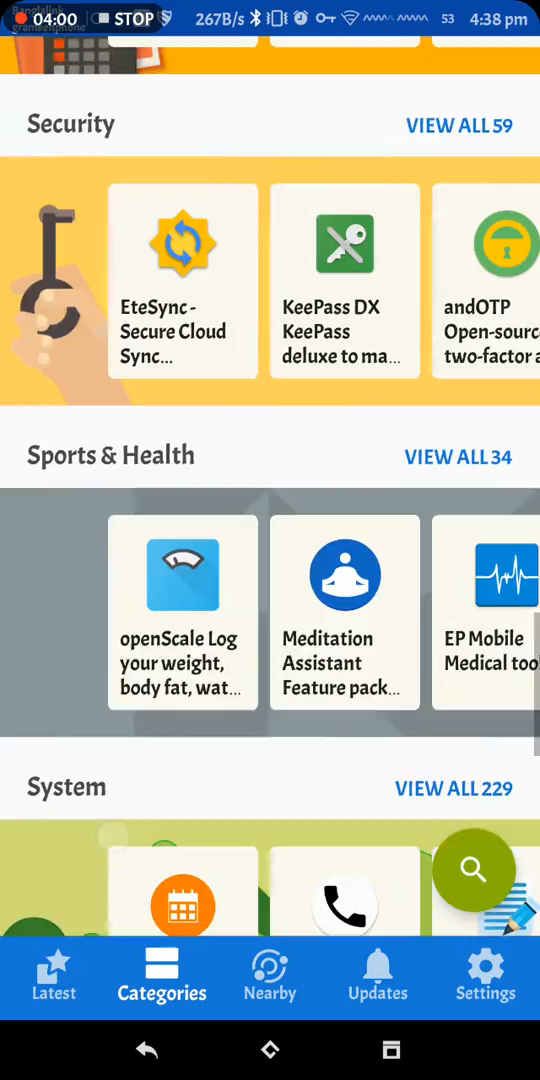 Banglalink
grameenphone
04:00 STOP 267B/s 53 4:38 pm
Security VIEW ALL 59
EteSync -
Secure Cloud
Sync...
KeePass DX
KeePass
deluxe to ma...
andOTP
Open-sourc
two-factor a
Sports & Health VIEW ALL 34
openScale Log
your weight,
body fat, wat...
Meditation
Assistant
Feature pack...
EP Mobile
Medical too
System VIEW ALL 229
Latest Categories Nearby Updates Settings